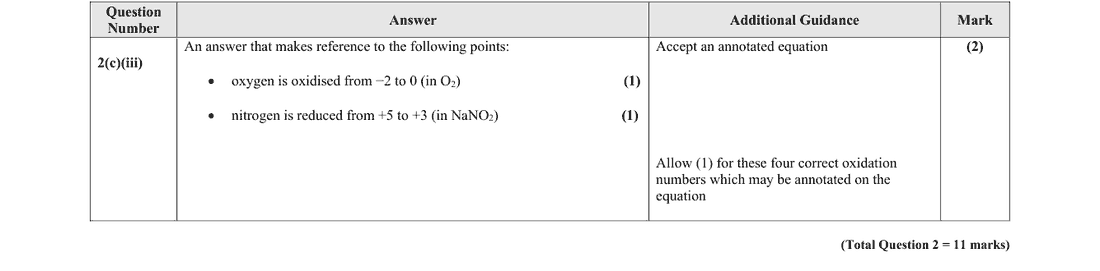 Question Number Answer Additional Guidance Mark
2(c)(iii) An answer that makes reference to the following points: Accept an annotated equation (2)
• oxygen is oxidised from −2 to 0 (in O₂) (1)
• nitrogen is reduced from +5 to +3 (in NaNO₂) (1)
Allow (1) for these four correct oxidation
numbers which may be annotated on the
equation
(Total Question 2 = 11 marks)